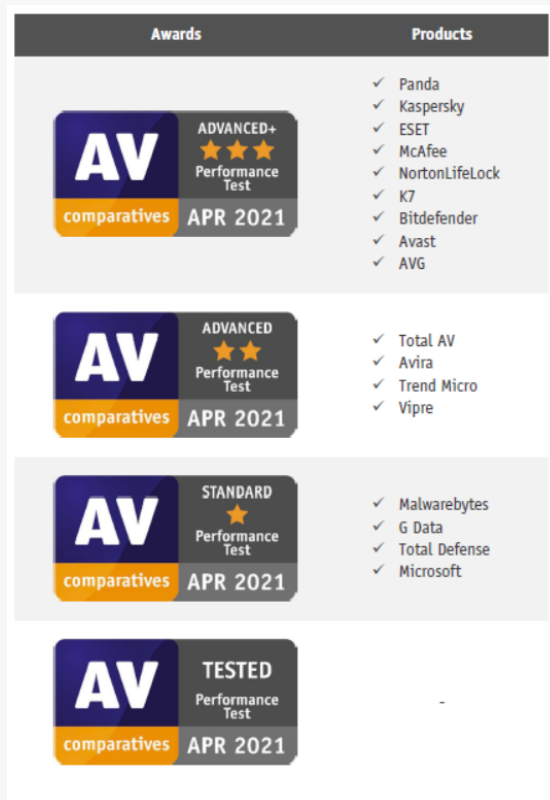 Awards Products
AV comparatives
ADVANCED+
Performance
Test
APR 2021
Panda
Kaspersky
ESET
McAfee
NortonLifeLock
K7
Bitdefender
Avast
AVG
AV comparatives
ADVANCED
Performance
Test
APR 2021
Total AV
Avira
Trend Micro
Vipre
AV comparatives
STANDARD
Performance
Test
APR 2021
Malwarebytes
G Data
Total Defense
Microsoft
AV comparatives
TESTED
Performance
Test
APR 2021
-